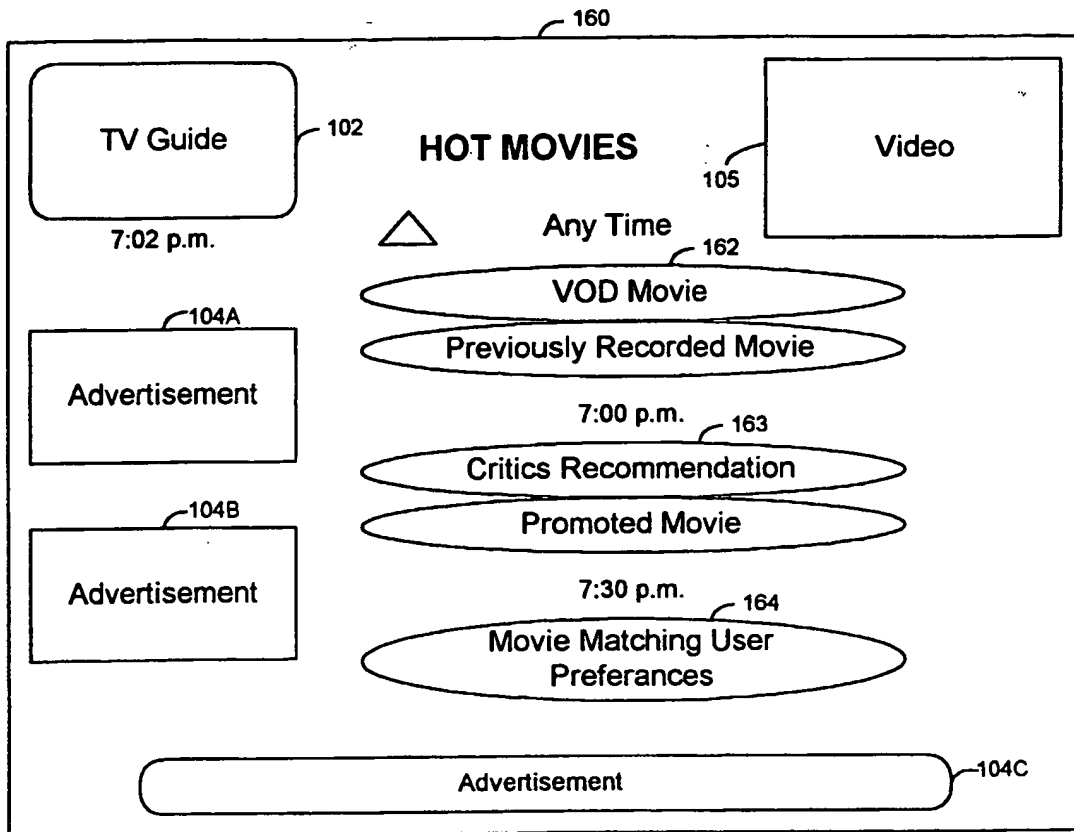 160
TV Guide
102
HOT MOVIES
105
Video
7:02 p.m.
Any Time
162
VOD Movie
Previously Recorded Movie
104A
Advertisement
7:00 p.m.
163
Critics Recommendation
Promoted Movie
104B
Advertisement
7:30 p.m.
164
Movie Matching User
Preferances
Advertisement
104C